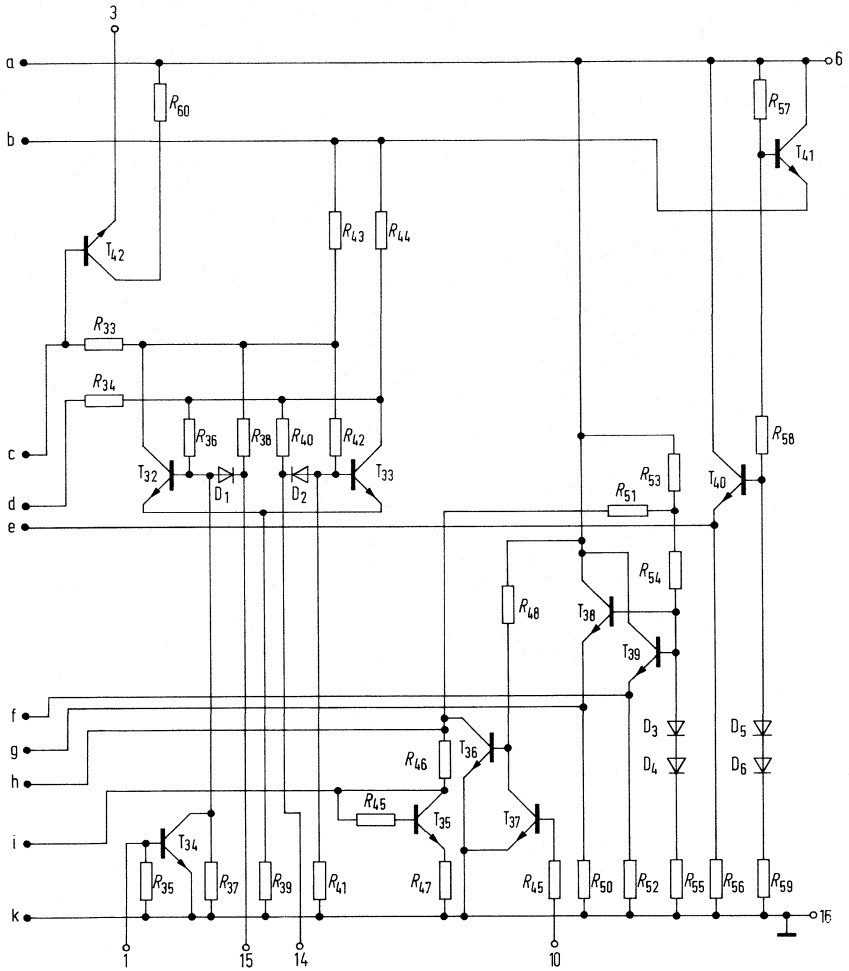 3
a
6
R60
R57
b
T41
R43
R44
T42
R33
R34
R36
R38
R40
R42
R58
c
T32
D1
D2
T33
R53
T40
d
R51
e
R54
R48
T38
T39
f
D3
D5
g
T36
R46
D4
D6
h
R45
T35
T37
i
T34
R35
R37
R39
R41
R47
R45
R50
R52
R55
R56
R59
k
16
1
15
14
10